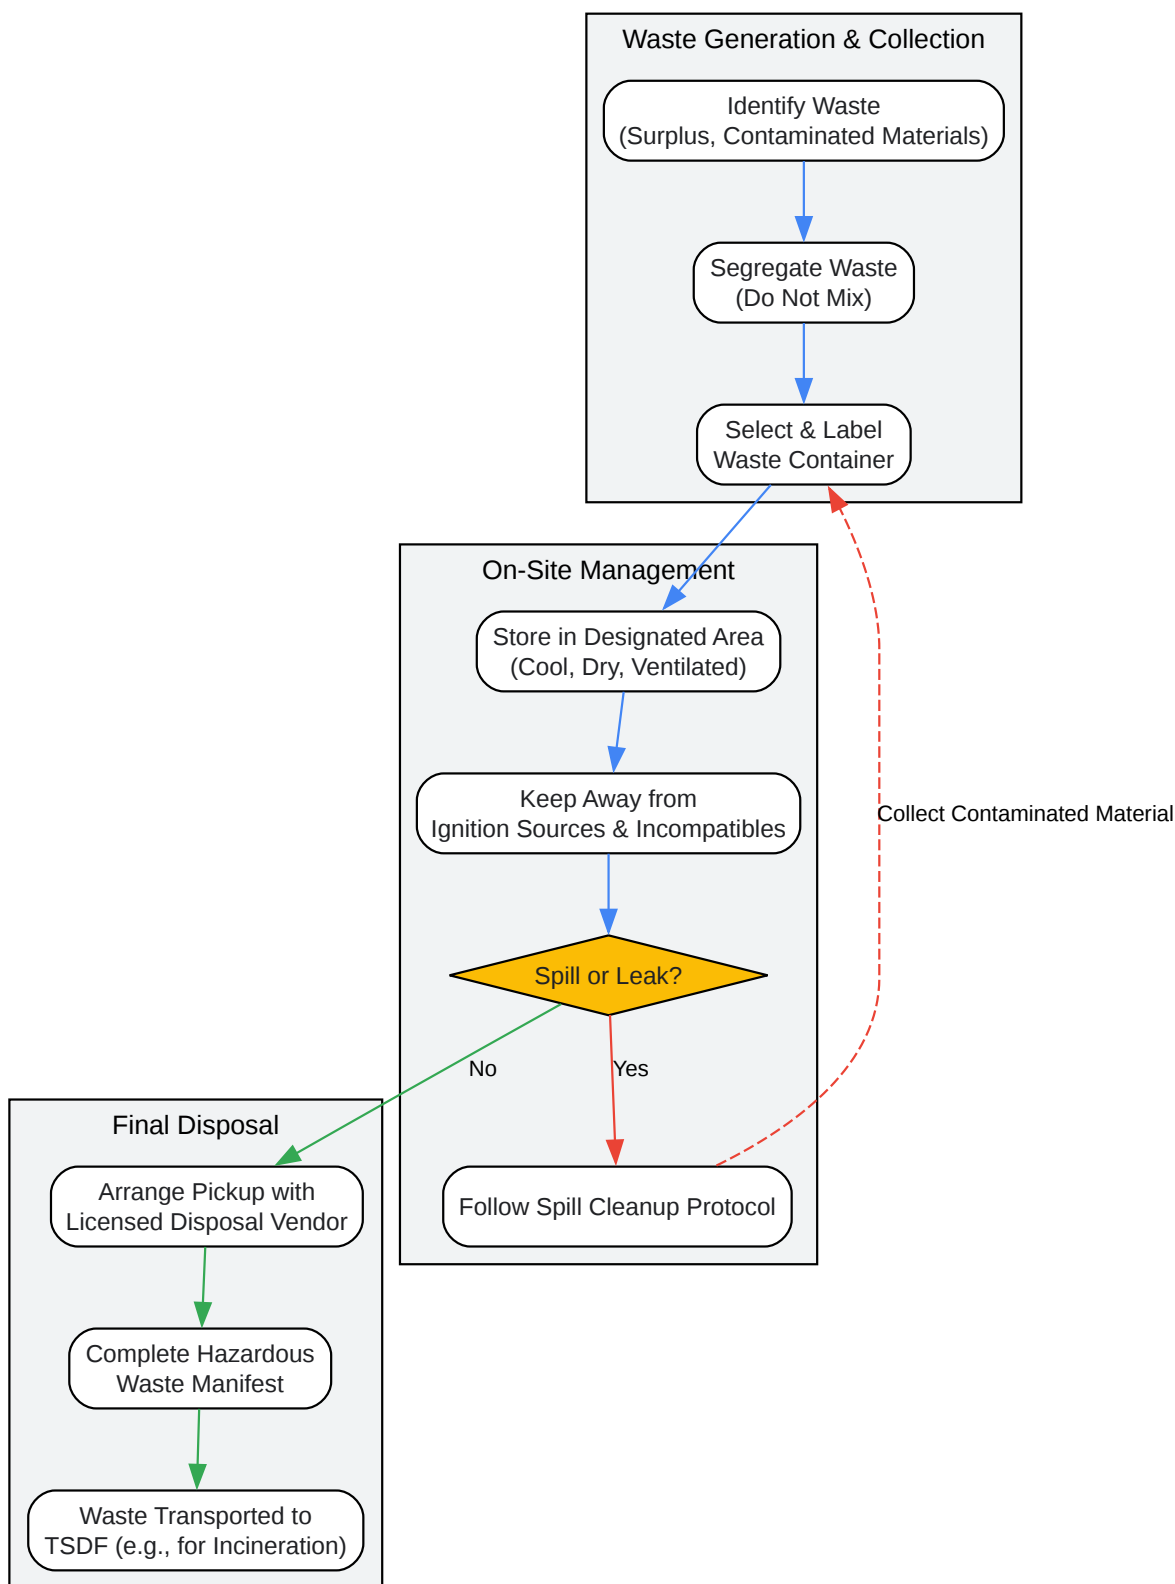 Waste Generation & Collection
Identify Waste
(Surplus, Contaminated Materials)
Segregate Waste
(Do Not Mix)
Select & Label
Waste Container
On-Site Management
Store in Designated Area
(Cool, Dry, Ventilated)
Keep Away from
Ignition Sources & Incompatibles
Collect Contaminated Material
Spill or Leak?
No
Yes
Follow Spill Cleanup Protocol
Final Disposal
Arrange Pickup with
Licensed Disposal Vendor
Complete Hazardous
Waste Manifest
Waste Transported to
TSDF (e.g., for Incineration)